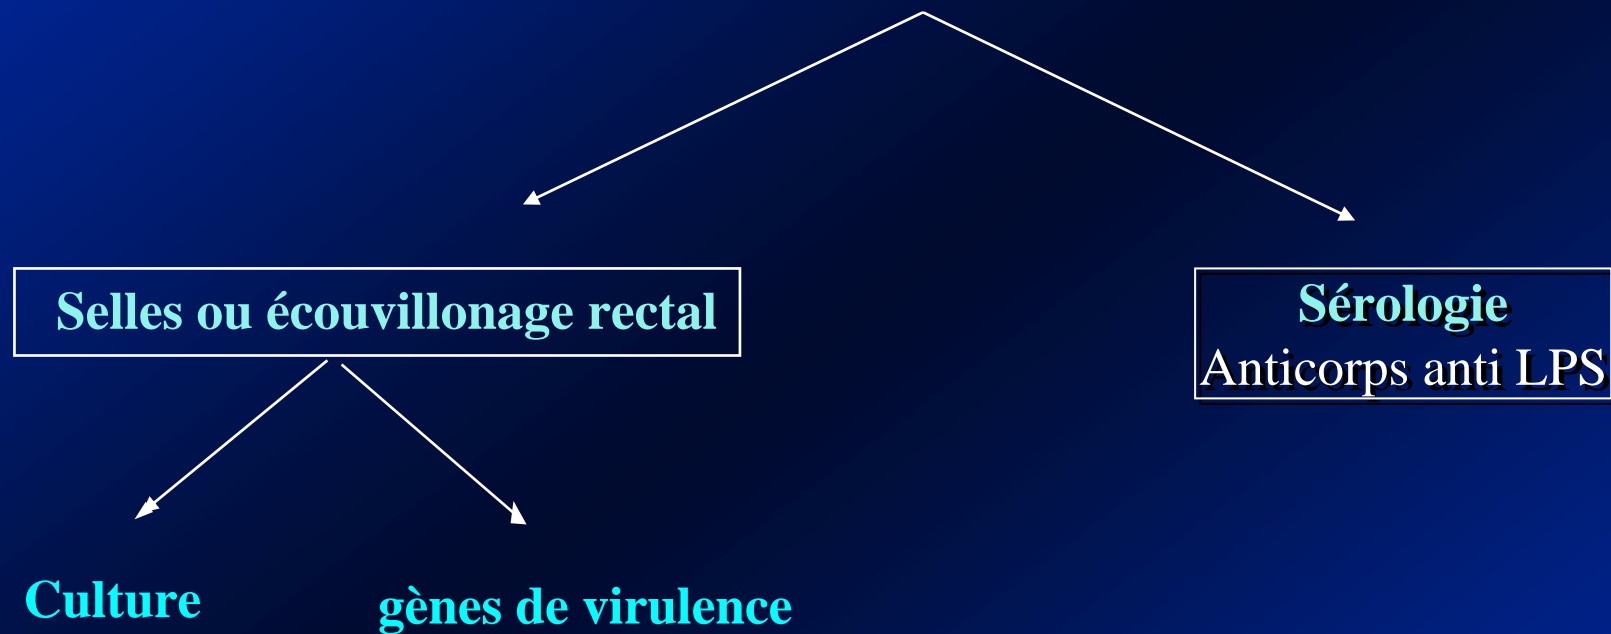 Selles ou écouvillonage rectal
Sérologie
Anticorps anti LPS
Culture
gènes de virulence